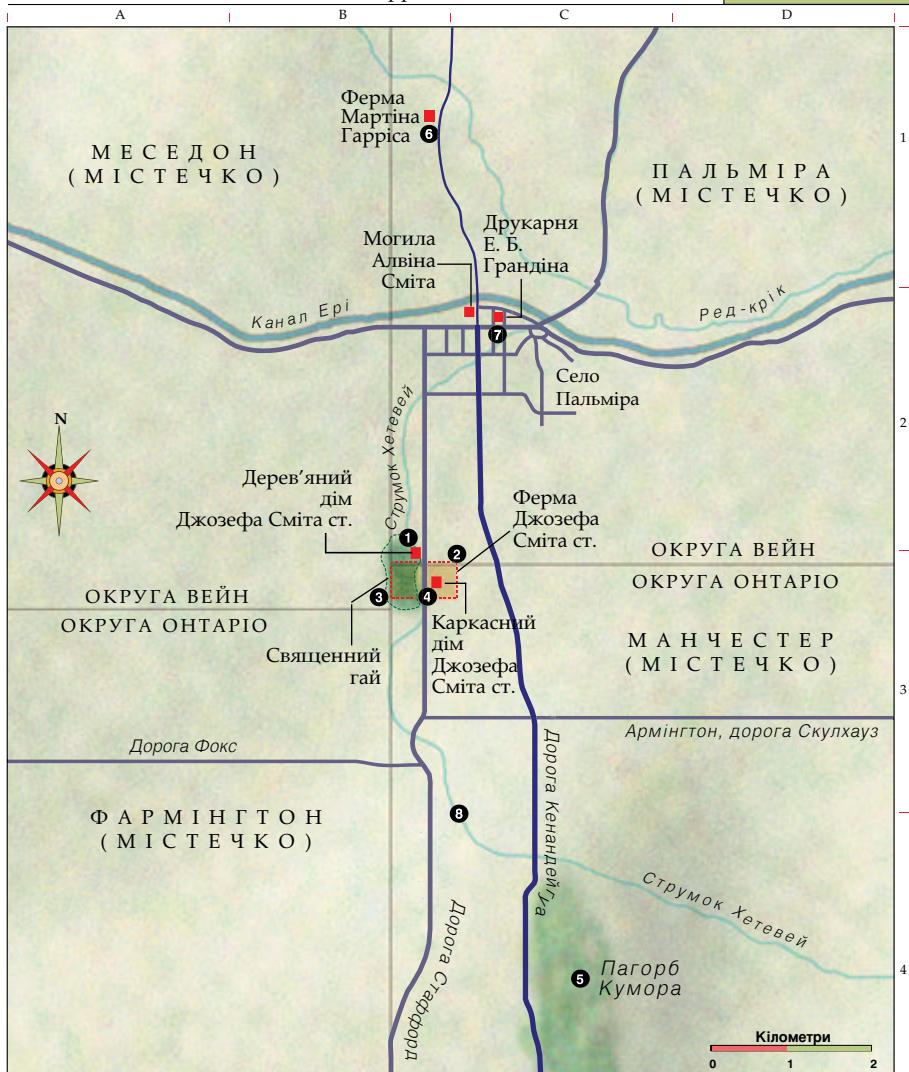 A B C D
Ферма
Мартіна
Гарріса
6
1
МЕСЕДОН
(МІСТЕЧКО)
ПАЛЬМІРА
(МІСТЕЧКО)
Могила
Алвіна
Сміта
Друкарня
Е. Б.
Грандіна
Канал Ері
Ред-крік
7
Село
Пальміра
2
Струмок Хетевей
N
Дерев’яний
дім
Джозефа Сміта ст.
Ферма
Джозефа
Сміта ст.
1
2
ОКРУГА ВЕЙН
ОКРУГА ОНТАРІО
ОКРУГА ВЕЙН
ОКРУГА ОНТАРІО
3
4
Священний
гай
Каркасний
дім
Джозефа
Сміта ст.
МАНЧЕСТЕР
(МІСТЕЧКО)
3
Дорога Фокс
Армінгтон, дорога Скулхауз
Дорога Кенандейґуа
ФАРМІНГТОН
(МІСТЕЧКО)
8
Струмок Хетевей
Дорога Стаффорд
5
Пагорб
Кумора
4
Кілометри
0 1 2